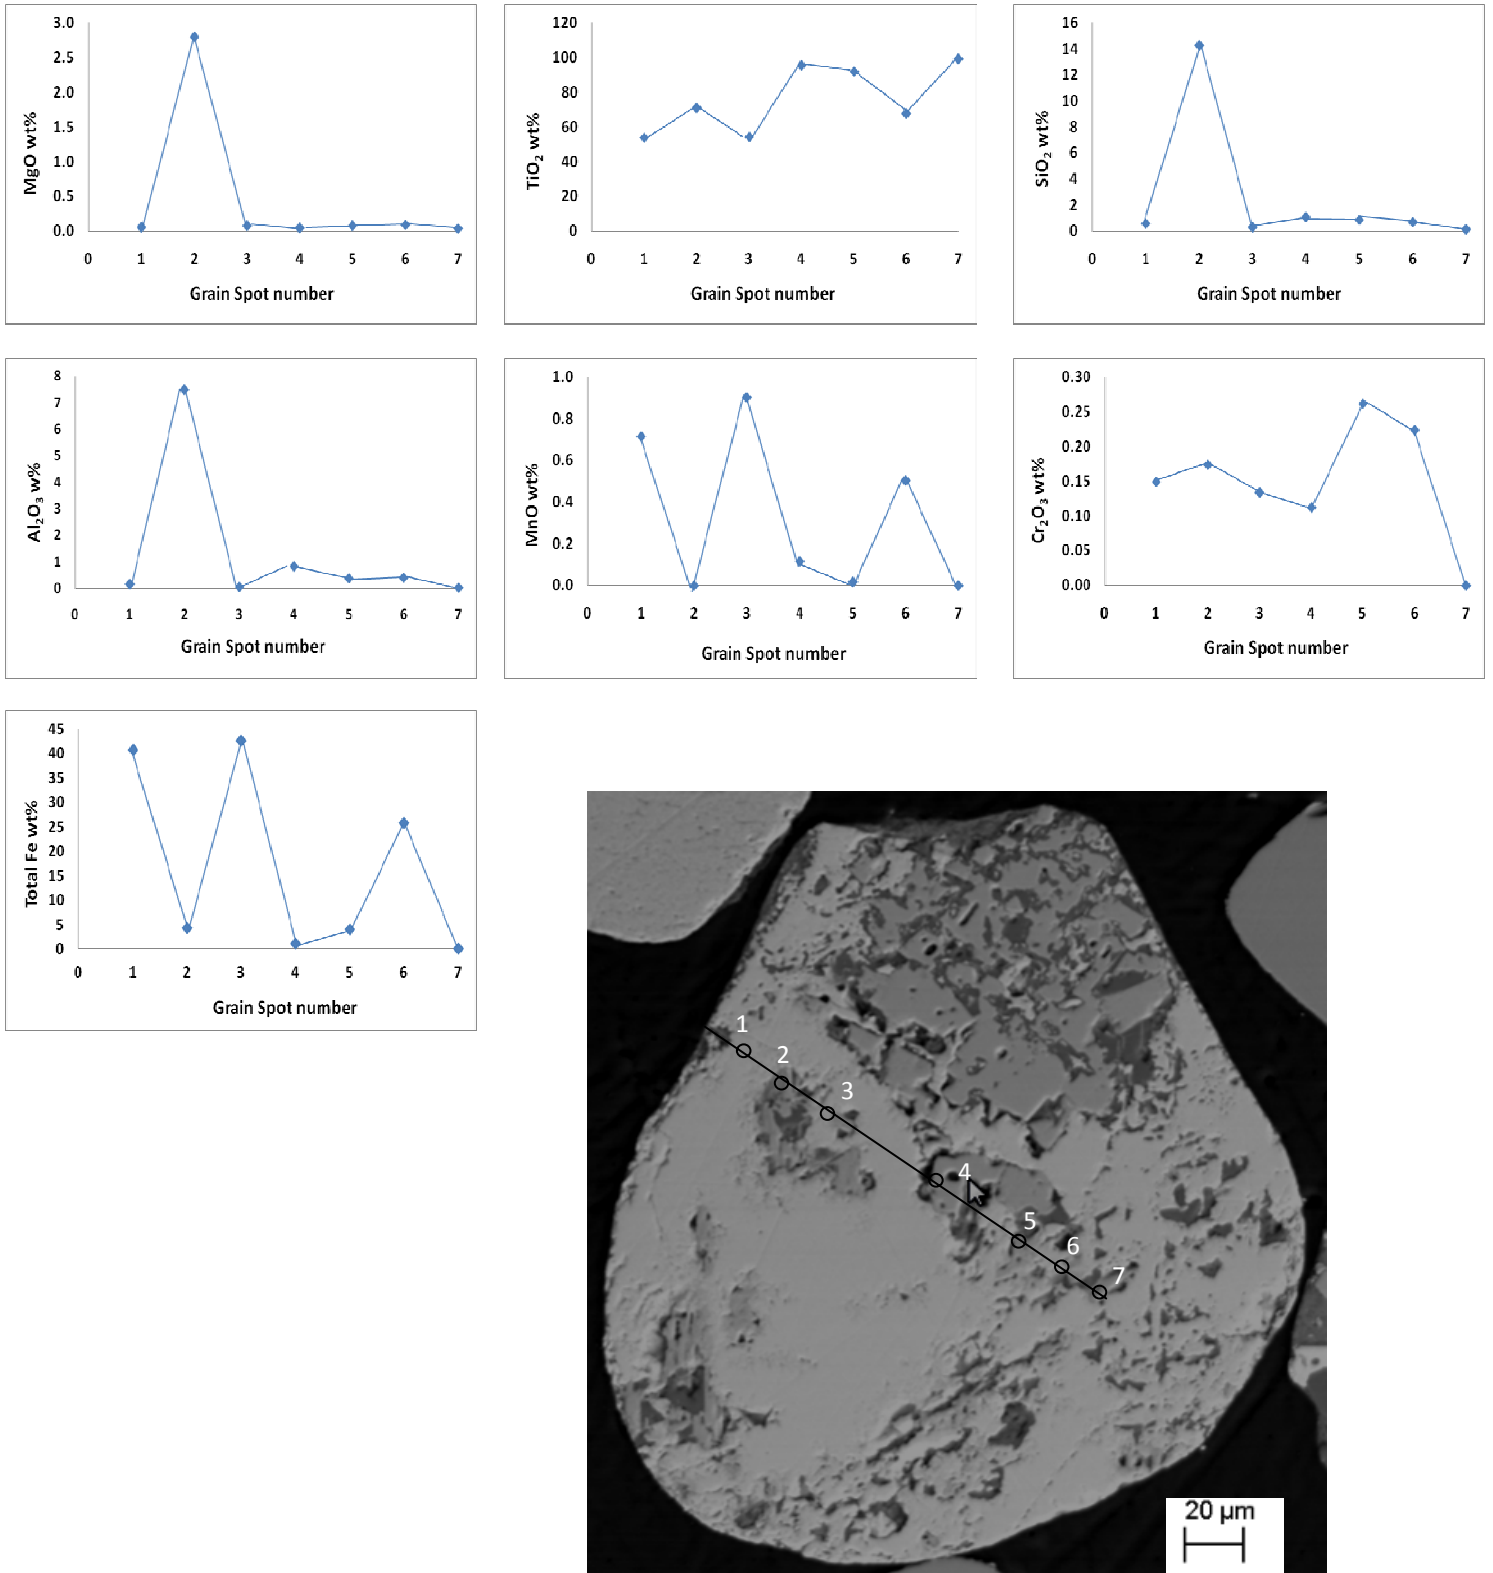 MgO wt%
3.0
2.5
2.0
1.5
1.0
0.5
0.0
0 1 2 3 4 5 6 7
Grain Spot number
TiO2 wt%
120
100
80
60
40
20
0
0 1 2 3 4 5 6 7
Grain Spot number
SiO2 wt%
16
14
12
10
8
6
4
2
0
0 1 2 3 4 5 6 7
Grain Spot number
Al2O3 w%
8
7
6
5
4
3
2
1
0
0 1 2 3 4 5 6 7
Grain Spot number
MnO wt%
1.0
0.8
0.6
0.4
0.2
0.0
0 1 2 3 4 5 6 7
Grain Spot number
Cr2O3 wt%
0.30
0.25
0.20
0.15
0.10
0.05
0.00
0 1 2 3 4 5 6 7
Grain Spot number
Total Fe wt%
45
40
35
30
25
20
15
10
5
0
0 1 2 3 4 5 6 7
Grain Spot number
1
2
3
4
5
6
7
20 µm